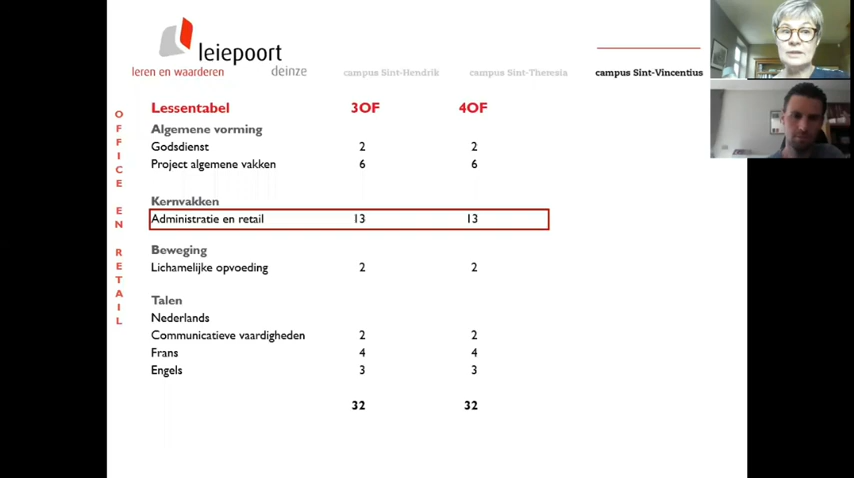 leiepoort
leren en waarderen
deinze
campus Sint-Hendrik campus Sint-Theresia campus Sint-Vincentius
OFFICE EN RETAIL
Lessentabel 3OF 4OF
Algemene vorming
Godsdienst 2 2
Project algemene vakken 6 6
Kernvakken
Administratie en retail 13 13
Beweging
Lichamelijke opvoeding 2 2
Talen
Nederlands
Communicatieve vaardigheden 2 2
Frans 4 4
Engels 3 3
32 32